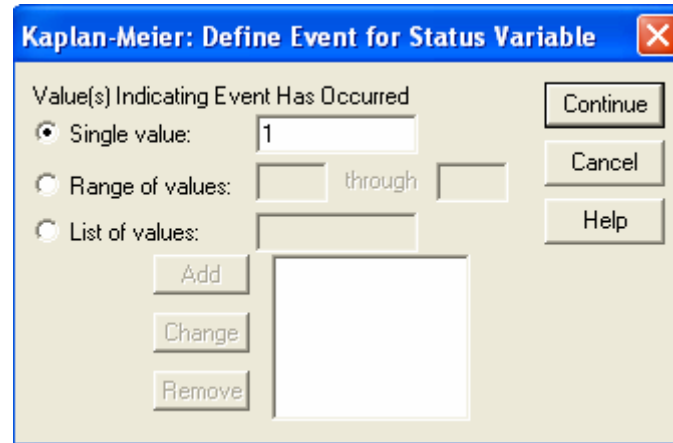 Kaplan-Meier: Define Event for Status Variable
Value(s) Indicating Event Has Occurred
Single value: 1
Range of values: through
List of values:
Add
Change
Remove
Continue
Cancel
Help